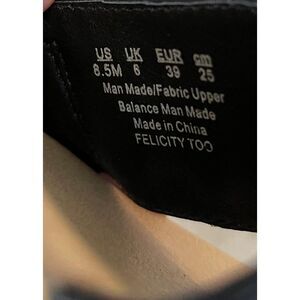 US UK EUR cm
8.5M 6 39 25
Man Made/Fabric Upper
Balance Man Made
Made in China
FELICITY TOO